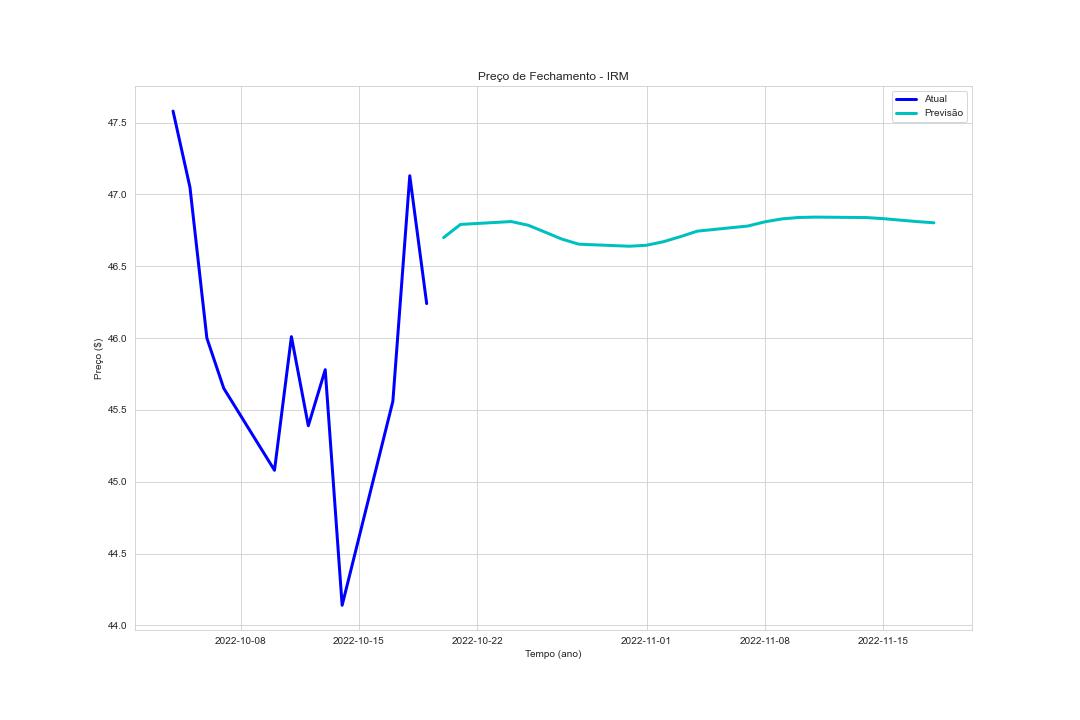 Preço de Fechamento - IRM
Atual
Previsão
47.5
47.0
46.5
46.0
45.5
45.0
44.5
44.0
Preço ($)
2022-10-08
2022-10-15
2022-10-22
2022-11-01
2022-11-08
2022-11-15
Tempo (ano)